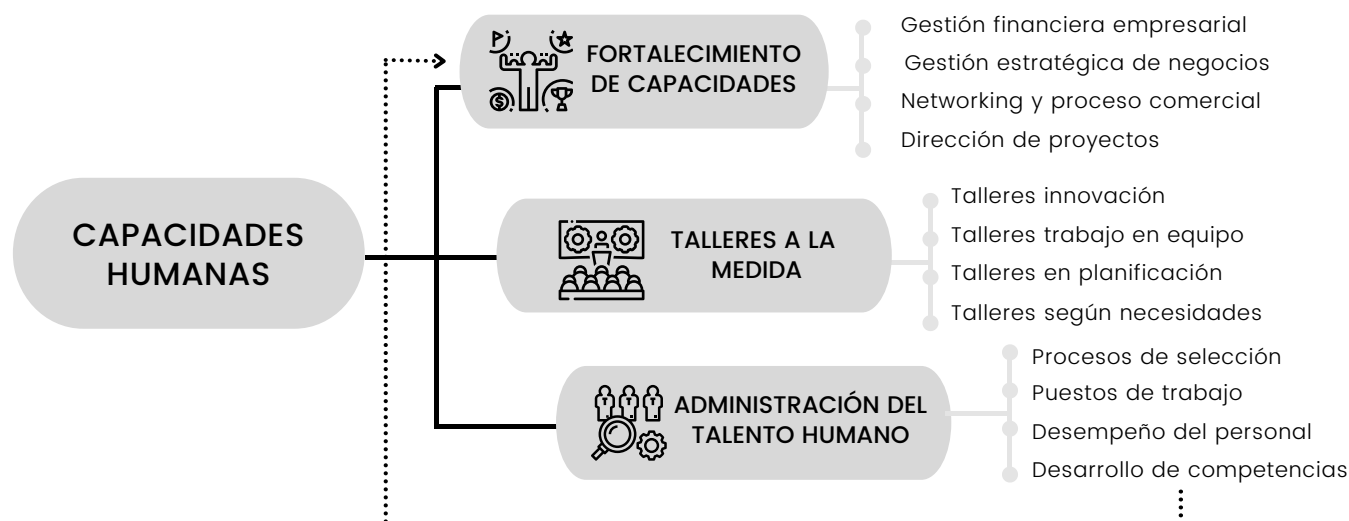 CAPACIDADES
HUMANAS
FORTALECIMIENTO
DE CAPACIDADES
Gestión financiera empresarial
Gestión estratégica de negocios
Networking y proceso comercial
Dirección de proyectos
TALLERES A LA
MEDIDA
Talleres innovación
Talleres trabajo en equipo
Talleres en planificación
Talleres según necesidades
ADMINISTRACIÓN DEL
TALENTO HUMANO
Procesos de selección
Puestos de trabajo
Desempeño del personal
Desarrollo de competencias